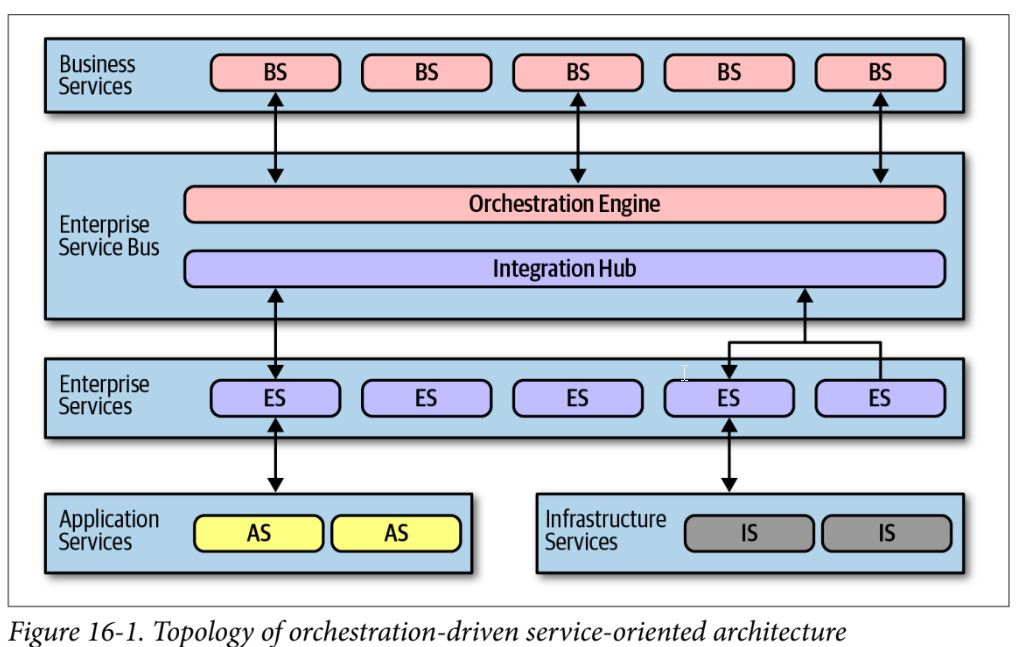 Business
Services
BS BS BS BS BS
Enterprise
Service Bus
Orchestration Engine
Integration Hub
Enterprise
Services
ES ES ES ES ES
Application
Services
AS AS
Infrastructure
Services
IS IS
Figure 16-1. Topology of orchestration-driven service-oriented architecture